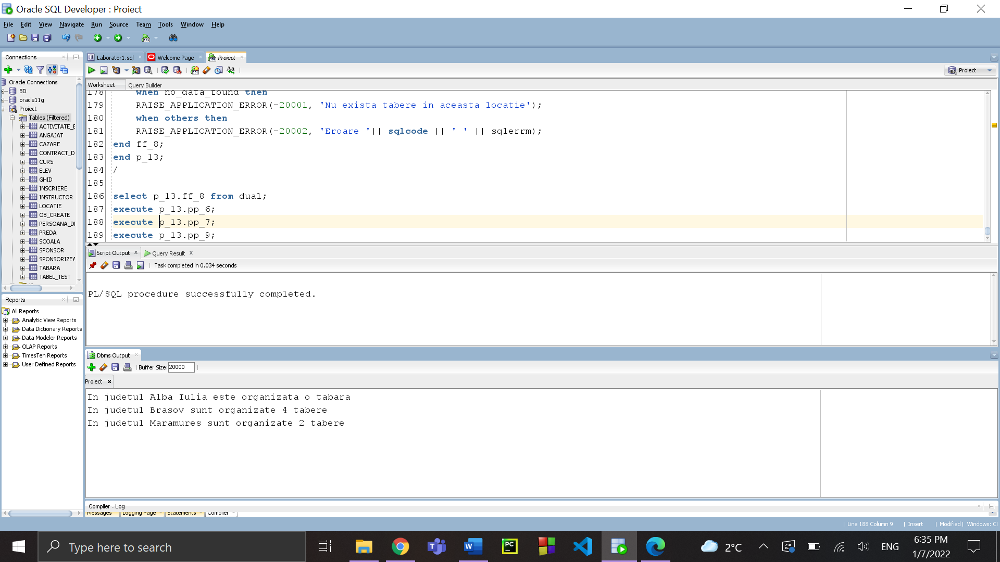 Oracle SQL Developer : Proiect
File Edit View Navigate Run Source Team Tools Window Help
Connections
Laborator1.sql
Welcome Page
Proiect
Proiect
Worksheet Query Builder
Oracle Connections
BD
oracle11g
Proiect
Tables (Filtered)
ACTIVITATE_E
ANGAJAT
CAZARE
CONTRACT_D
CURS
ELEV
GHID
INSCRIERE
INSTRUCTOR
LOCATIE
OB_CREATE
PERSOANA_DI
PREDA
SCOALA
SPONSOR
SPONSORIZEA
TABARA
TABEL_TEST
178 when no_data_found then
179 RAISE_APPLICATION_ERROR(-20001, 'Nu exista tabere in aceasta locatie');
180 when others then
181 RAISE_APPLICATION_ERROR(-20002, 'Eroare '|| sqlcode || ' ' || sqlerrm);
182 end ff_8;
183 end p_13;
184 /
185
186 select p_13.ff_8 from dual;
187 execute p_13.pp_6;
188 execute p_13.pp_7;
189 execute p_13.pp_9;
Script Output Query Result
Task completed in 0.034 seconds
PL/SQL procedure successfully completed.
Reports
All Reports
Analytic View Reports
Data Dictionary Reports
Data Modeler Reports
OLAP Reports
TimesTen Reports
User Defined Reports
Dbms Output
Buffer Size: 20000
Proiect
In judetul Alba Iulia este organizata o tabara
In judetul Brasov sunt organizate 4 tabere
In judetul Maramures sunt organizate 2 tabere
Compiler - Log
Messages Logging Page Statements Compiler
Line 188 Column 9 Insert Modified Windows: Cl
Type here to search
2°C
ENG
6:35 PM
1/7/2022